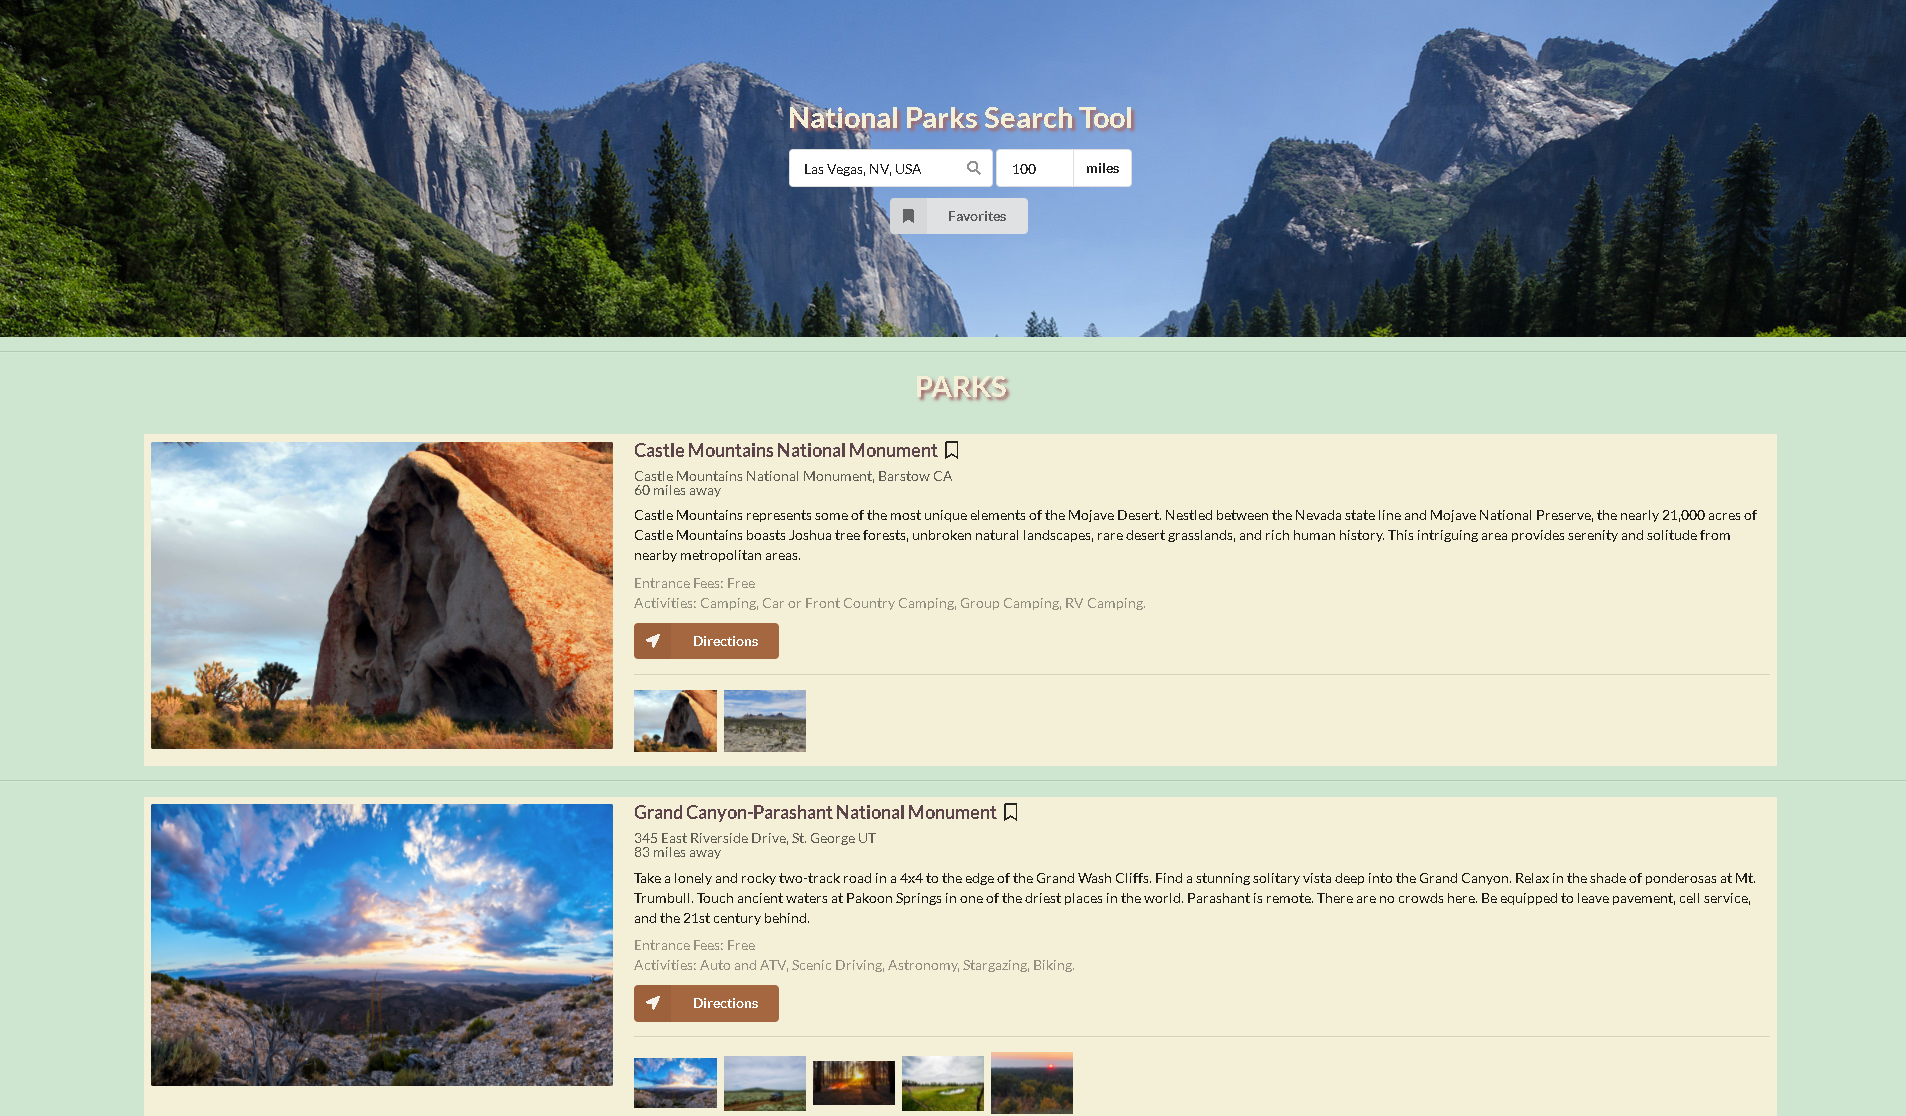 National Parks Search Tool
Las Vegas, NV, USA
100
miles
Favorites
PARKS
Castle Mountains National Monument
Castle Mountains National Monument, Barstow CA
60 miles away
Castle Mountains represents some of the most unique elements of the Mojave Desert. Nestled between the Nevada state line and Mojave National Preserve, the nearly 21,000 acres of
Castle Mountains boasts Joshua tree forests, unbroken natural landscapes, rare desert grasslands, and rich human history. This intriguing area provides serenity and solitude from
nearby metropolitan areas.
Entrance Fees: Free
Activities: Camping, Car or Front Country Camping, Group Camping, RV Camping.
Directions
Grand Canyon-Parashant National Monument
345 East Riverside Drive, St. George UT
83 miles away
Take a lonely and rocky two-track road in a 4x4 to the edge of the Grand Wash Cliffs. Find a stunning solitary vista deep into the Grand Canyon. Relax in the shade of ponderosas at Mt.
Trumbull. Touch ancient waters at Pakoon Springs in one of the driest places in the world. Parashant is remote. There are no crowds here. Be equipped to leave pavement, cell service,
and the 21st century behind.
Entrance Fees: Free
Activities: Auto and ATV, Scenic Driving, Astronomy, Stargazing, Biking.
Directions